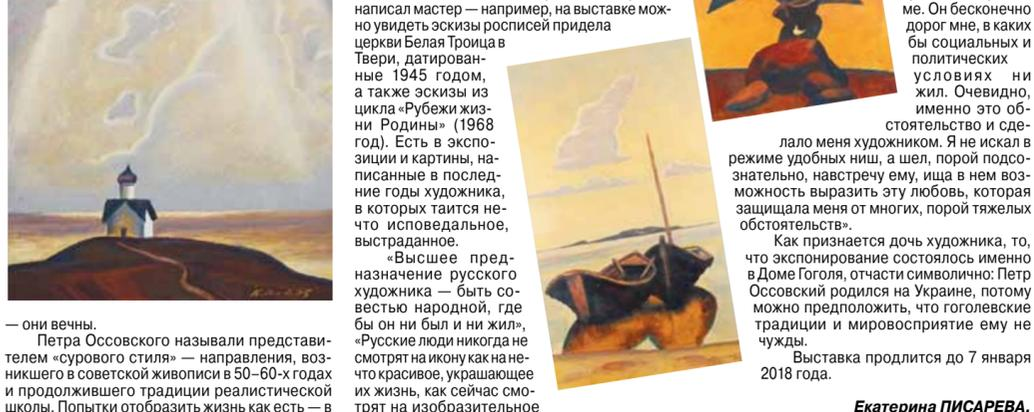 — они вечны.
Петра Оссовского называли представи-
телем «сурового стиля» — направления, воз-
никшего в советской живописи в 50–60-х годах
и продолжившего традиции реалистической
школы. Попытки отобразить жизнь как есть — в
написал мастер — например, на выставке мож-
но увидеть эскизы росписей придела
церкви Белая Троица в
Твери, датирован-
ные 1945 годом,
а также эскизы из
цикла «Рубежи жиз-
ни Родины» (1968
год). Есть в экспо-
зиции и картины, на-
писанные в послед-
ние годы художника,
в которых таится не-
что исповедальное,
выстраданное.
«Высшее пред-
назначение русского
художника — быть со-
вестью народной, где
бы он ни был и ни жил»,
«Русские люди никогда не
смотрят на икону как на не-
что красивое, украшающее
их жизнь, как сейчас смо-
трят на изобразительное
ме. Он бесконечно
дорог мне, в каких
бы социальных и
политических
условиях ни
жил. Очевидно,
именно это об-
стоятельство и сде-
лало меня художником. Я не искал в
режиме удобных ниш, а шел, порой подсо-
знательно, навстречу ему, ища в нем воз-
можность выразить эту любовь, которая
защищала меня от многих, порой тяжелых
обстоятельств».
Как признается дочь художника, то,
что экспонирование состоялось именно
в Доме Гоголя, отчасти символично: Петр
Оссовский родился на Украине, потому
можно предположить, что гоголевские
традиции и мировосприятие ему не
чужды.
Выставка продлится до 7 января
2018 года.
Екатерина ПИСАРЕВА.